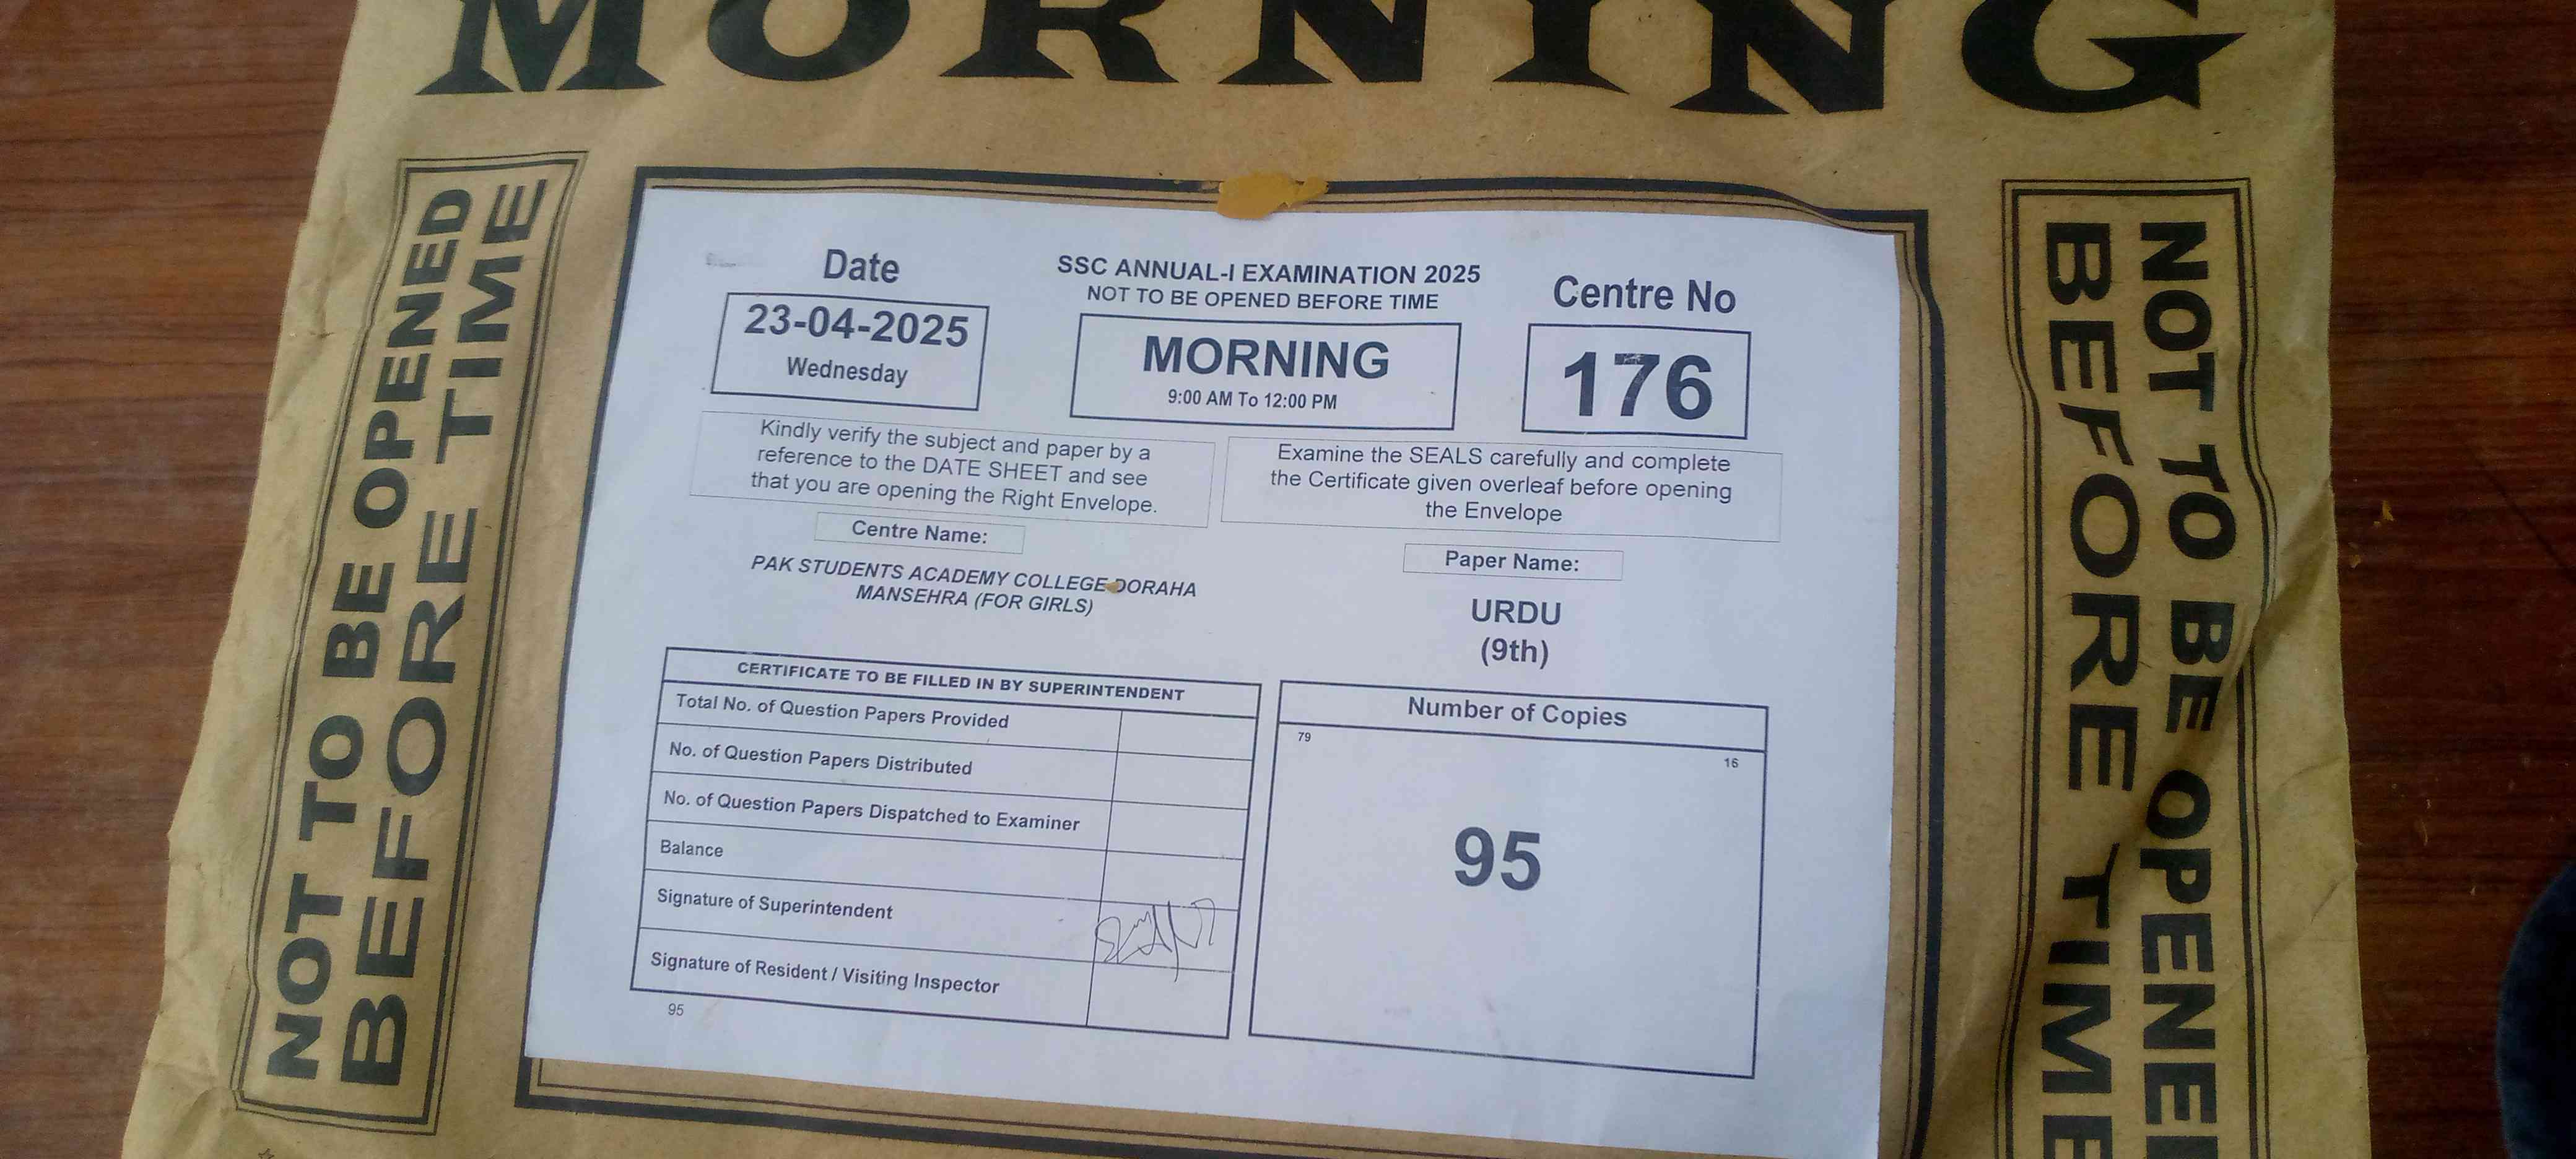 MORNING
NOT TO BE OPENED
BEFORE TIME
Date
23-04-2025
Wednesday
SSC ANNUAL-I EXAMINATION 2025
NOT TO BE OPENED BEFORE TIME
MORNING
9:00 AM To 12:00 PM
Centre No
176
Kindly verify the subject and paper by a
reference to the DATE SHEET and see
that you are opening the Right Envelope.
Examine the SEALS carefully and complete
the Certificate given overleaf before opening
the Envelope
Centre Name:
PAK STUDENTS ACADEMY COLLEGE DORAHA
MANSEHRA (FOR GIRLS)
Paper Name:
URDU
(9th)
CERTIFICATE TO BE FILLED IN BY SUPERINTENDENT
Total No. of Question Papers Provided
No. of Question Papers Distributed
No. of Question Papers Dispatched to Examiner
Balance
Signature of Superintendent
Signature of Resident / Visiting Inspector
95
Number of Copies
79
16
95
NOT TO BE OPENED
BEFORE TIME